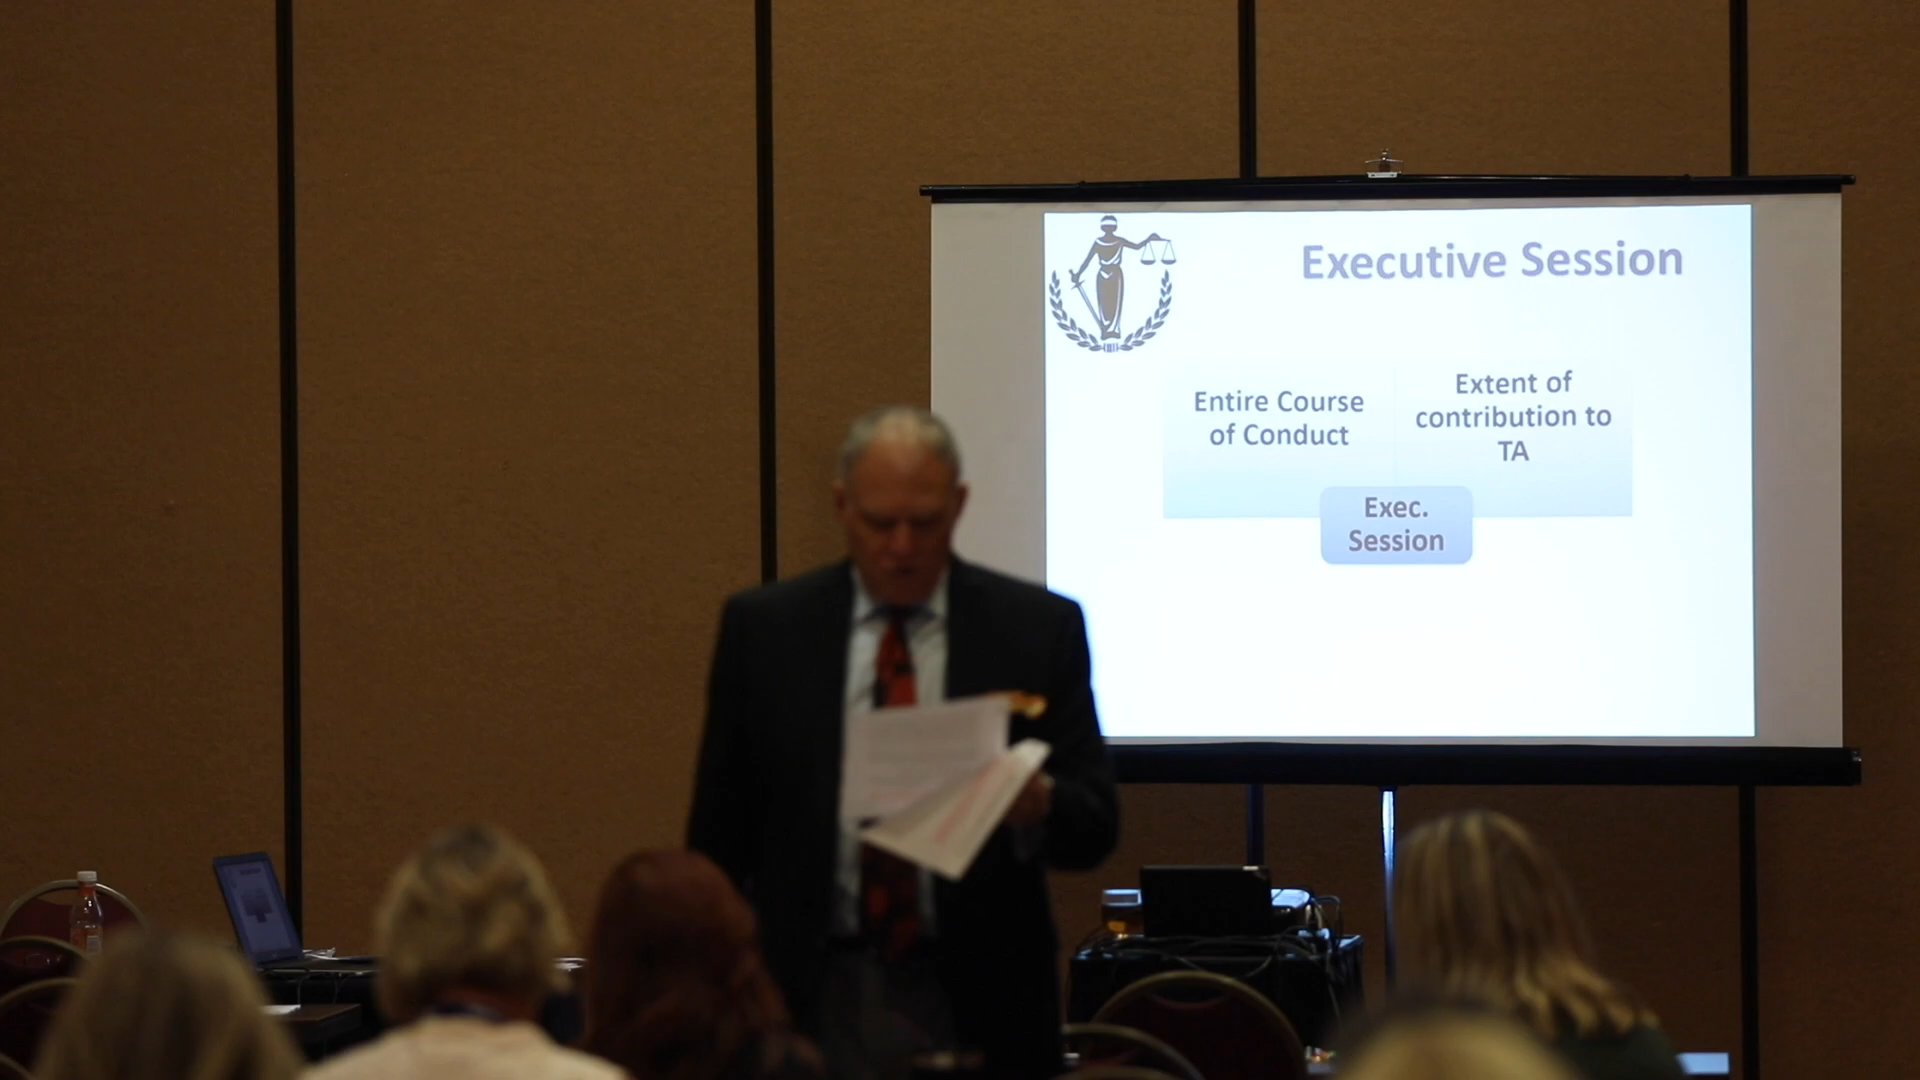 Executive Session
Entire Course
of Conduct
Extent of
contribution to
TA
Exec.
Session